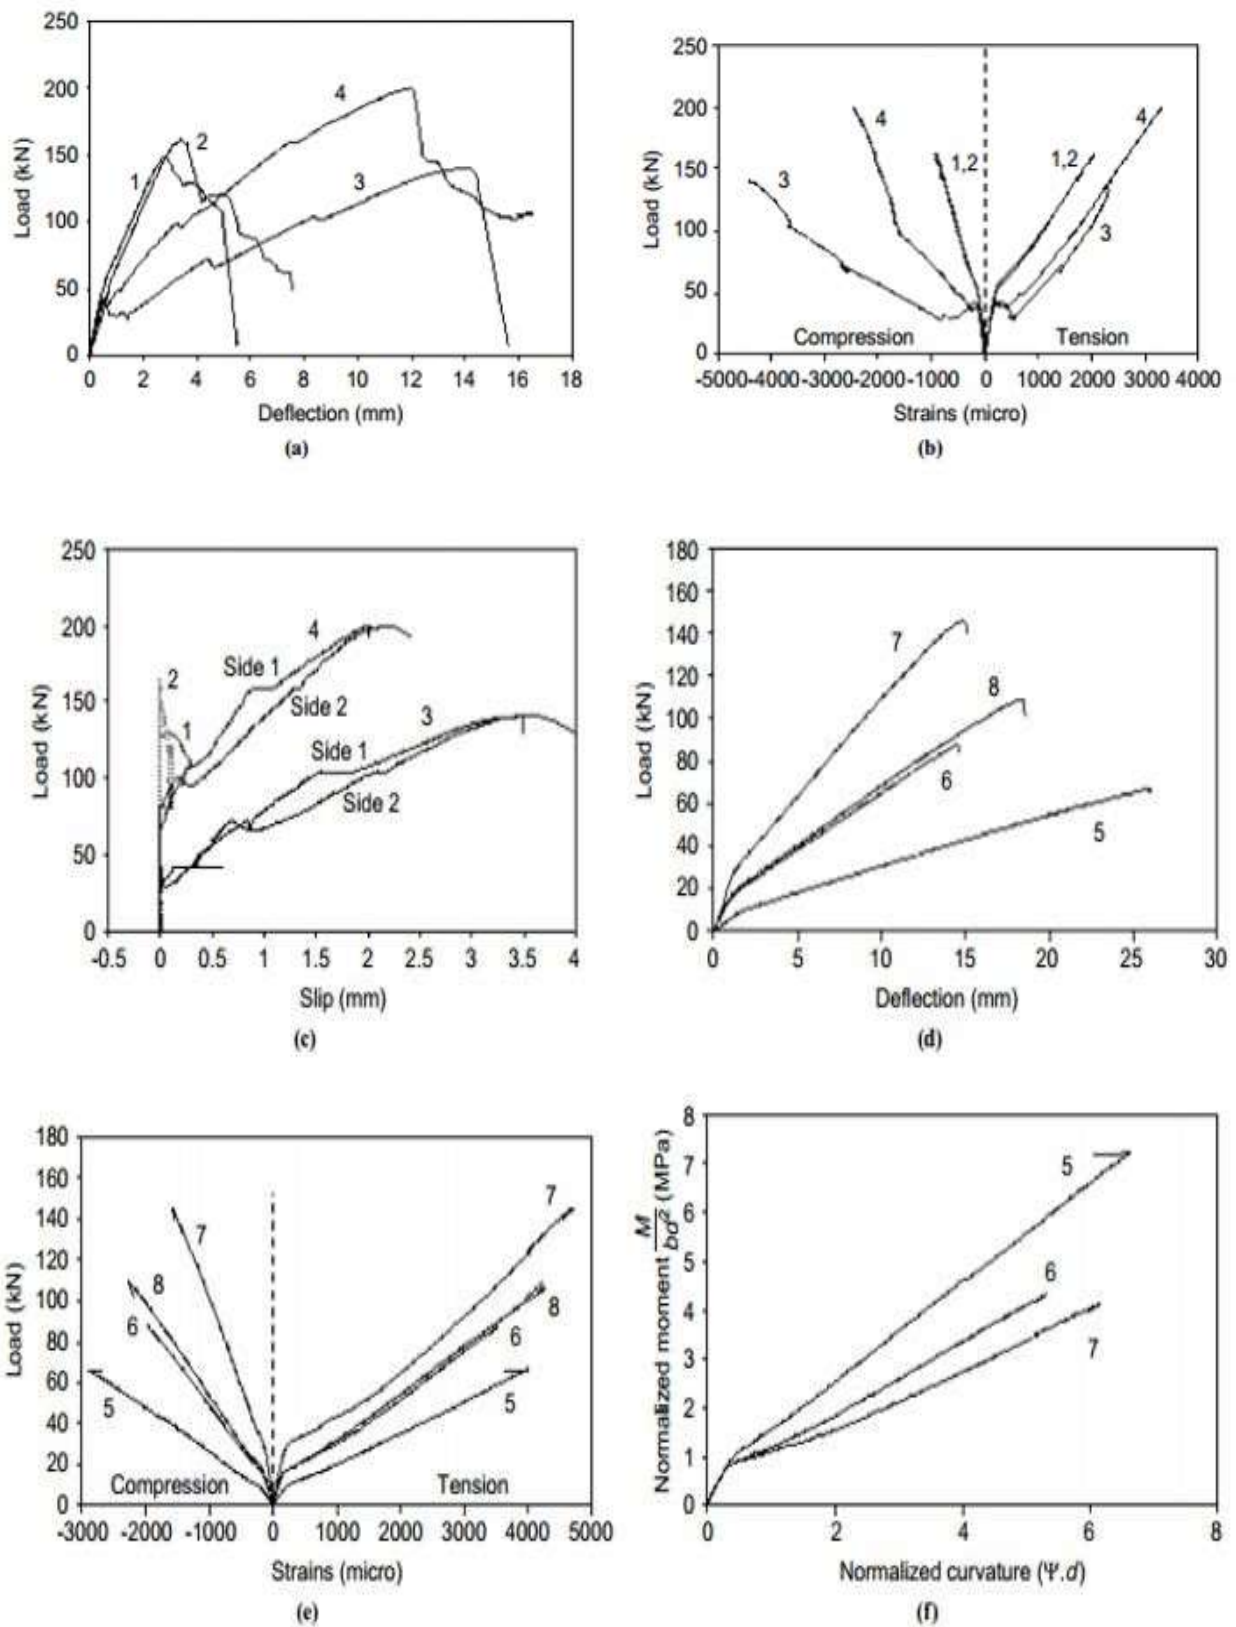 250
200
150
100
50
0
Load (kN)
1
2
3
4
0 2 4 6 8 10 12 14 16 18
Deflection (mm)
(a)
250
200
150
100
50
0
Load (kN)
3
4
1,2
1,2
4
3
Compression Tension
-5000-4000-3000-2000-1000 0 1000 2000 3000 4000
Strains (micro)
(b)
250
200
150
100
50
0
Load (kN)
2
1
4
Side 1
Side 2
3
Side 1
Side 2
-0.5 0 0.5 1 1.5 2 2.5 3 3.5 4
Slip (mm)
(c)
180
160
140
120
100
80
60
40
20
0
Load (kN)
7
8
6
5
0 5 10 15 20 25 30
Deflection (mm)
(d)
180
160
140
120
100
80
60
40
20
0
Load (kN)
7
8
6
5
7
8
6
5
Compression Tension
-3000 -2000 -1000 0 1000 2000 3000 4000 5000
Strains (micro)
(e)
8
7
6
5
4
3
2
1
0
Normalized moment M/bd² (MPa)
5
6
7
0 2 4 6 8
Normalized curvature (Ψ.d)
(f)